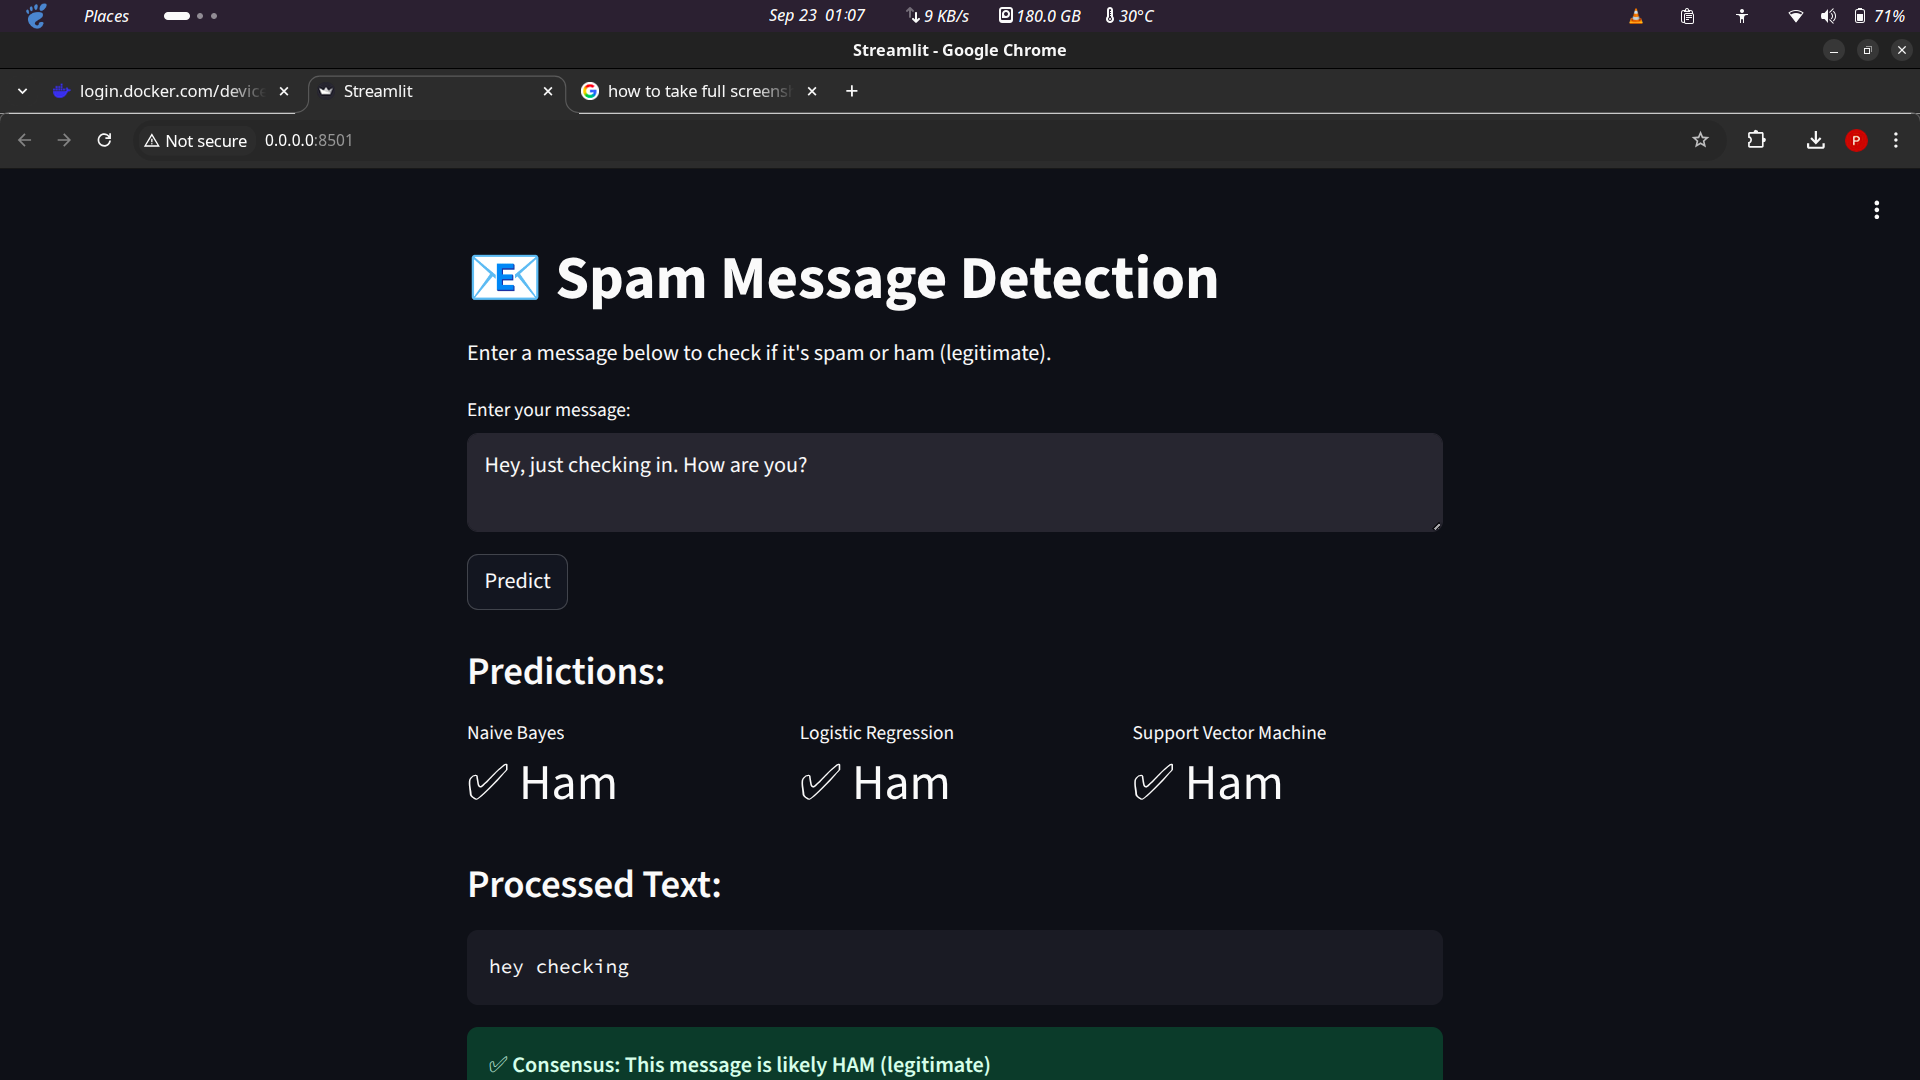 Places
Sep 23 01:07
9 KB/s
180.0 GB
30°C
71%
Streamlit - Google Chrome
login.docker.com/device
Streamlit
how to take full screensh
Not secure
0.0.0.0:8501
P
Spam Message Detection
Enter a message below to check if it's spam or ham (legitimate).
Enter your message:
Hey, just checking in. How are you?
Predict
Predictions:
Naive Bayes Logistic Regression Support Vector Machine
✅ Ham ✅ Ham ✅ Ham
Processed Text:
hey checking
✅ Consensus: This message is likely HAM (legitimate)